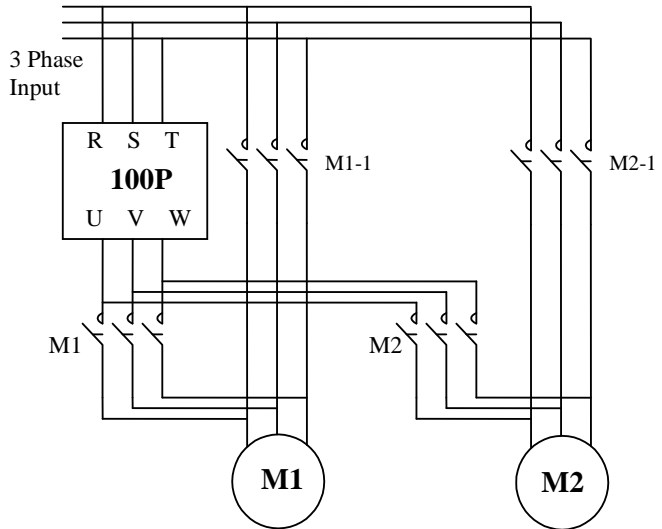 3 Phase
Input
R S T
100P
U V W
M1-1
M2-1
M1
M2
M1
M2